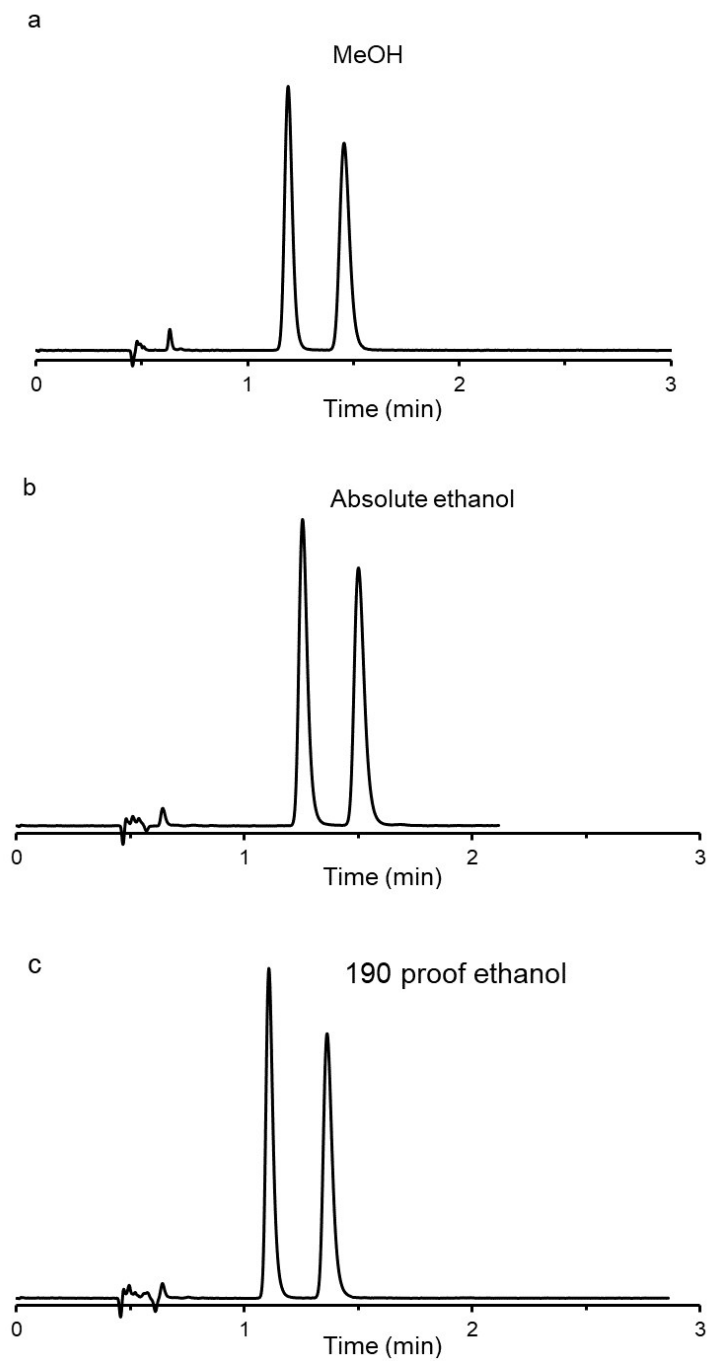 a
MeOH
0 1 2 3
Time (min)
b
Absolute ethanol
0 1 2 3
Time (min)
c
190 proof ethanol
0 1 2 3
Time (min)